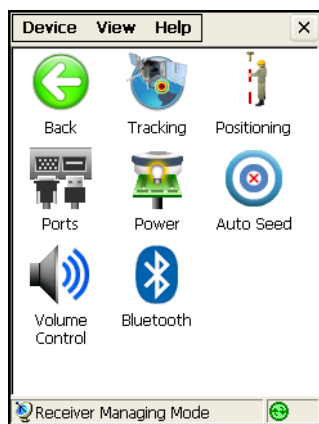 Device View Help
Back Tracking Positioning
Ports Power Auto Seed
Volume Bluetooth
Control
Receiver Managing Mode